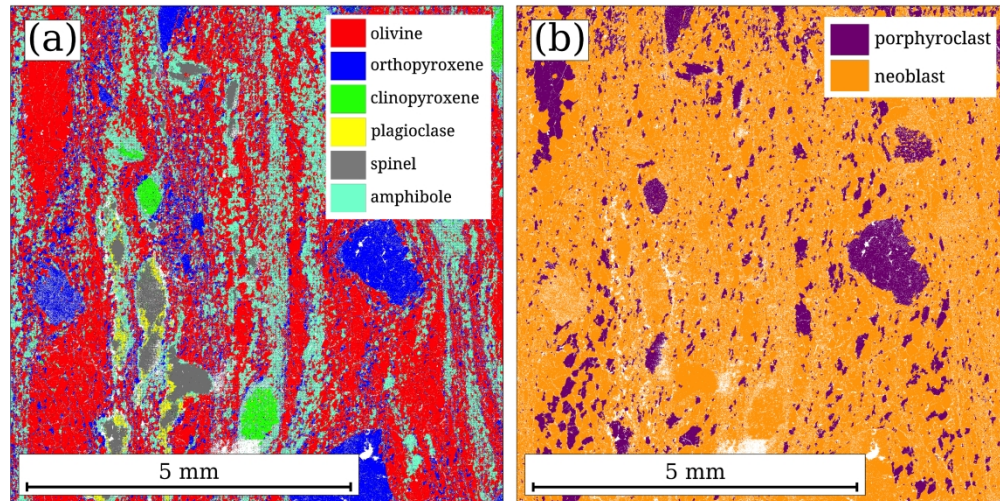 (a)
olivine
orthopyroxene
clinopyroxene
plagioclase
spinel
amphibole
5 mm
(b)
porphyroclast
neoblast
5 mm